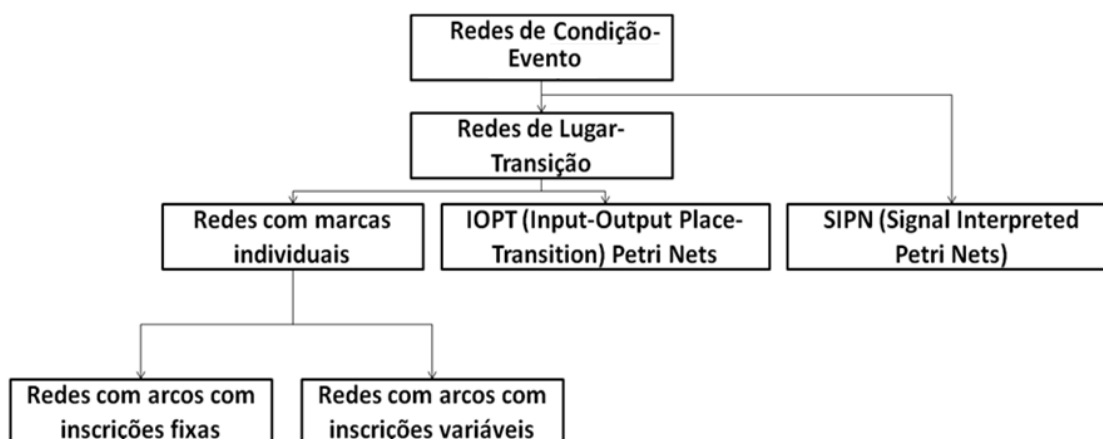 Redes de Condição-
Evento
Redes de Lugar-
Transição
Redes com marcas
individuais
IOPT (Input-Output Place-
Transition) Petri Nets
SIPN (Signal Interpreted
Petri Nets)
Redes com arcos com
inscrições fixas
Redes com arcos com
inscrições variáveis